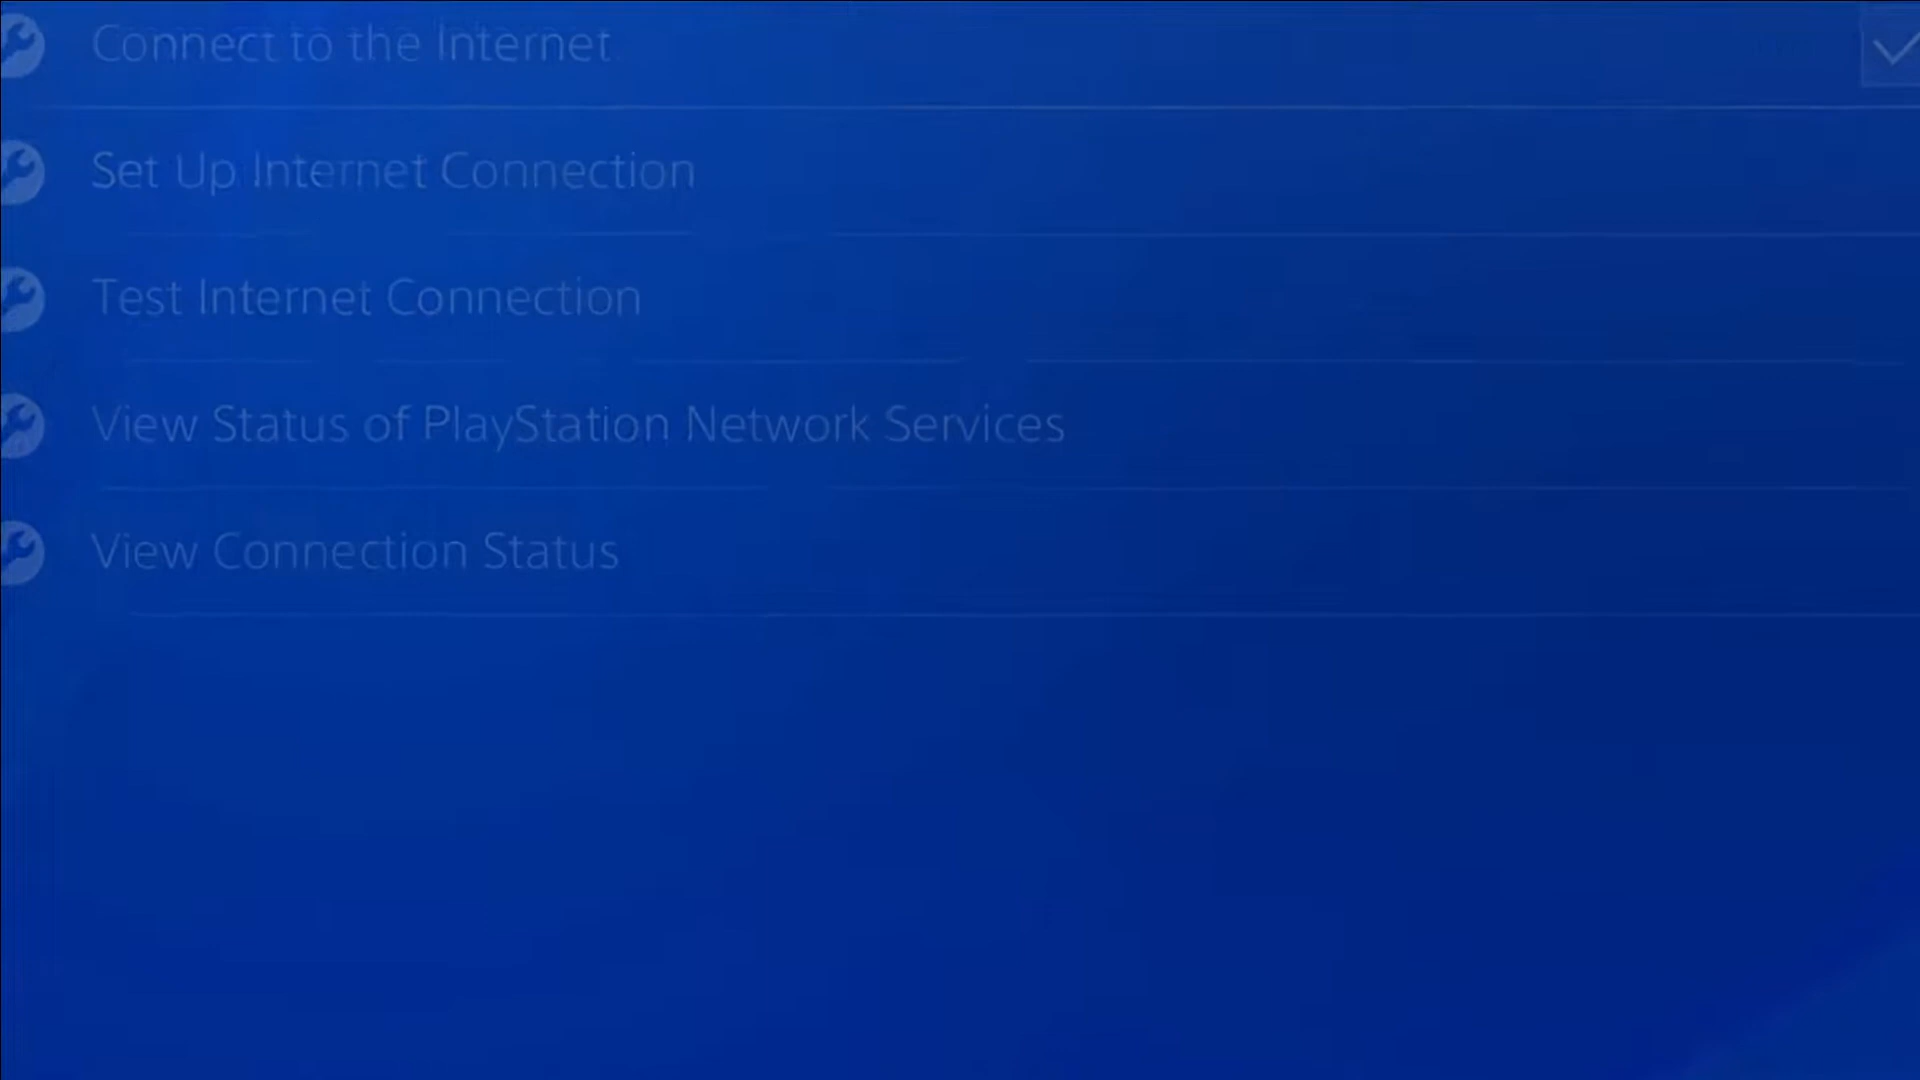 Connect to the Internet
Set Up Internet Connection
Test Internet Connection
View Status of PlayStation Network Services
View Connection Status